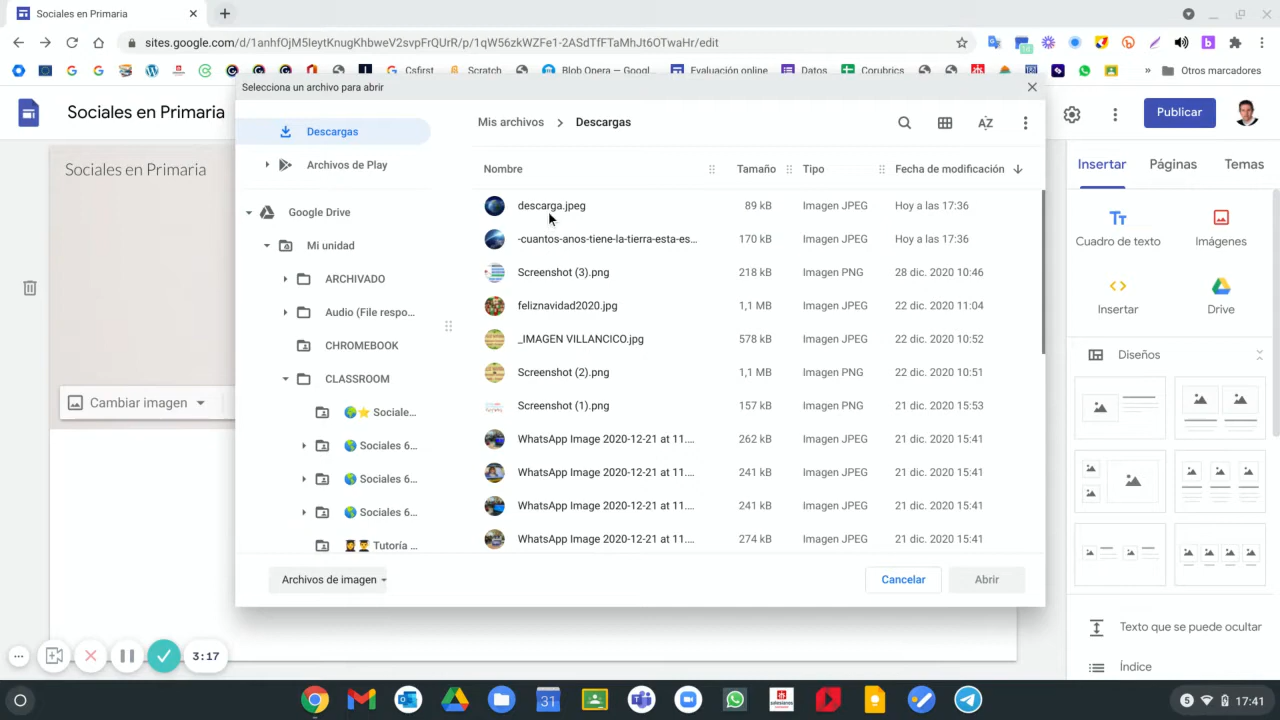 Sociales en Primaria
sites.google.com/d/1anhfOjM5IeyKnugKhbweV2svpFrQUrR/p/1qW56zkWZFe1-2ASdTfFTaMhJt6OTwaHr/edit
14
Csfirst
Scratch
Blob Opera — Googl...
Evaluación online
Datos
Corubrics
»
Otros marcadores
Selecciona un archivo para abrir
Sociales en Primaria
Publicar
Sociales en Primaria
Descargas
Archivos de Play
Google Drive
Mi unidad
ARCHIVADO
Audio (File respo...
CHROMEBOOK
CLASSROOM
🌍⭐ Sociale...
🌍 Sociales 6...
🌍 Sociales 6...
🌍 Sociales 6...
Tutoría ...
Mis archivos > Descargas
Nombre Tamaño Tipo Fecha de modificación
descarga.jpeg 89 kB Imagen JPEG Hoy a las 17:36
-cuantos-anos-tiene-la-tierra-esta-es... 170 kB Imagen JPEG Hoy a las 17:36
Screenshot (3).png 218 kB Imagen PNG 28 dic. 2020 10:46
feliznavidad2020.jpg 1,1 MB Imagen JPEG 22 dic. 2020 11:04
_IMAGEN VILLANCICO.jpg 578 kB Imagen JPEG 22 dic. 2020 10:52
Screenshot (2).png 1,1 MB Imagen PNG 22 dic. 2020 10:51
Screenshot (1).png 157 kB Imagen PNG 21 dic. 2020 15:53
WhatsApp Image 2020-12-21 at 11.... 262 kB Imagen JPEG 21 dic. 2020 15:41
WhatsApp Image 2020-12-21 at 11.... 241 kB Imagen JPEG 21 dic. 2020 15:41
WhatsApp Image 2020-12-21 at 11.... 241 kB Imagen JPEG 21 dic. 2020 15:41
WhatsApp Image 2020-12-21 at 11.... 274 kB Imagen JPEG 21 dic. 2020 15:41
Archivos de imagen
Cancelar
Abrir
Cambiar imagen
Insertar
Páginas
Temas
Cuadro de texto
Imágenes
Insertar
Drive
Diseños
Texto que se puede ocultar
Índice
3:17
31
5
17:41